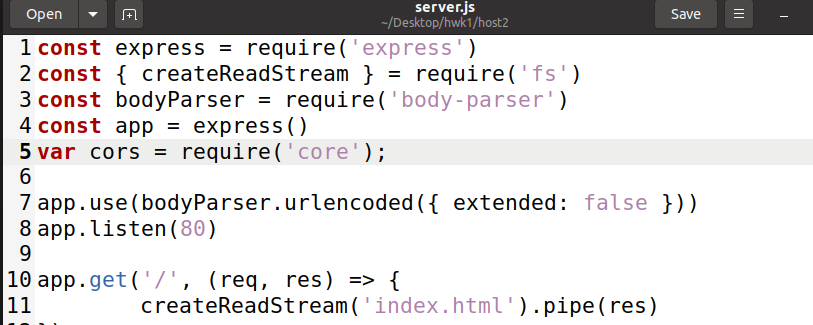 Open
server.js
~/Desktop/hwk1/host2
Save
1 const express = require('express')
2 const { createReadStream } = require('fs')
3 const bodyParser = require('body-parser')
4 const app = express()
5 var cors = require('core');
6
7 app.use(bodyParser.urlencoded({ extended: false }))
8 app.listen(80)
9
10 app.get('/', (req, res) => {
11 createReadStream('index.html').pipe(res)